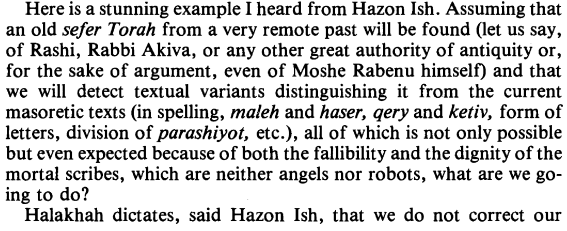 Here is a stunning example I heard from Hazon Ish. Assuming that
an old sefer Torah from a very remote past will be found (let us say,
of Rashi, Rabbi Akiva, or any other great authority of antiquity or,
for the sake of argument, even of Moshe Rabenu himself) and that
we will detect textual variants distinguishing it from the current
masoretic texts (in spelling, maleh and haser, qery and ketiv, form of
letters, division of parashiyot, etc.), all of which is not only possible
but even expected because of both the fallibility and the dignity of the
mortal scribes, which are neither angels nor robots, what are we go-
ing to do?
Halakhah dictates, said Hazon Ish, that we do not correct our